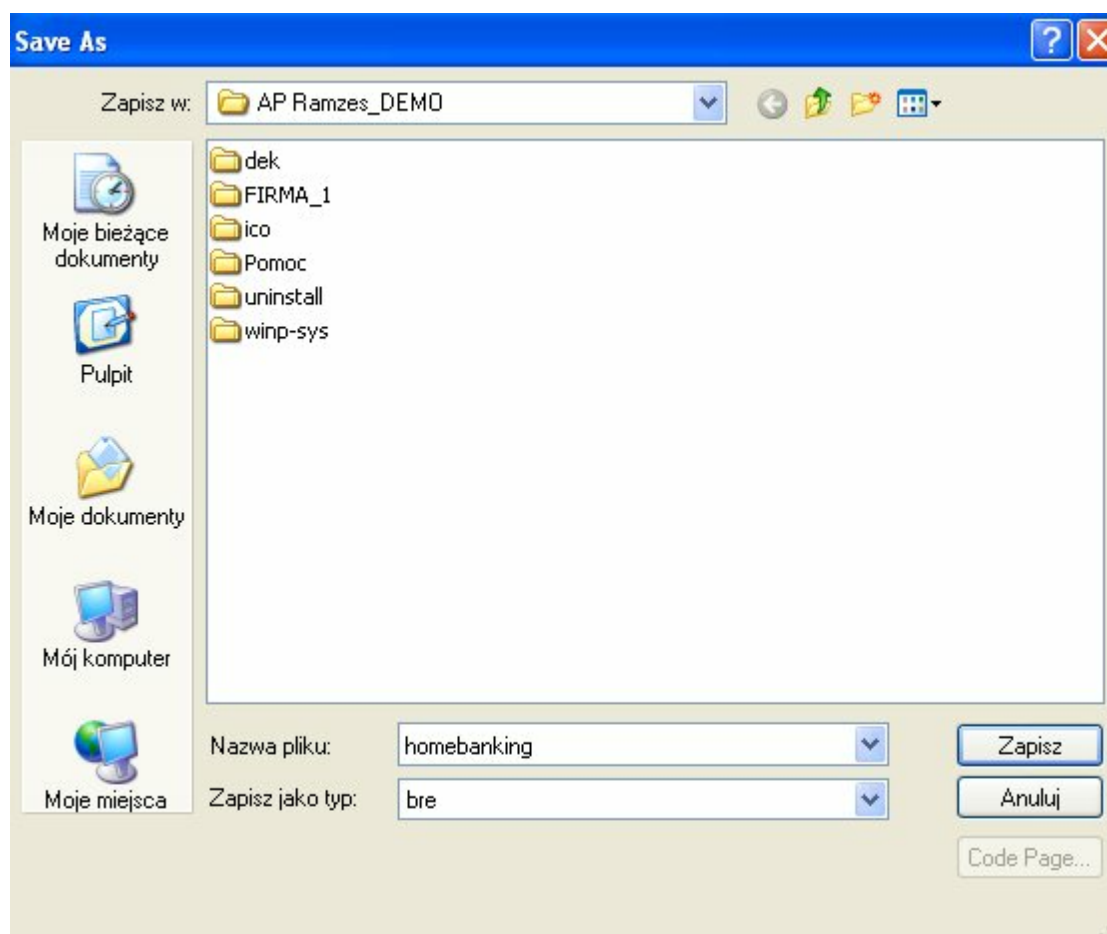 Save As
Zapisz w: AP Ramzes_DEMO
dek
FIRMA_1
ico
Pomoc
uninstall
winp-sys
Moje bieżące
dokumenty
Pulpit
Moje dokumenty
Mój komputer
Moje miejsca
Nazwa pliku: homebanking Zapisz
Zapisz jako typ: bre Anuluj
Code Page...